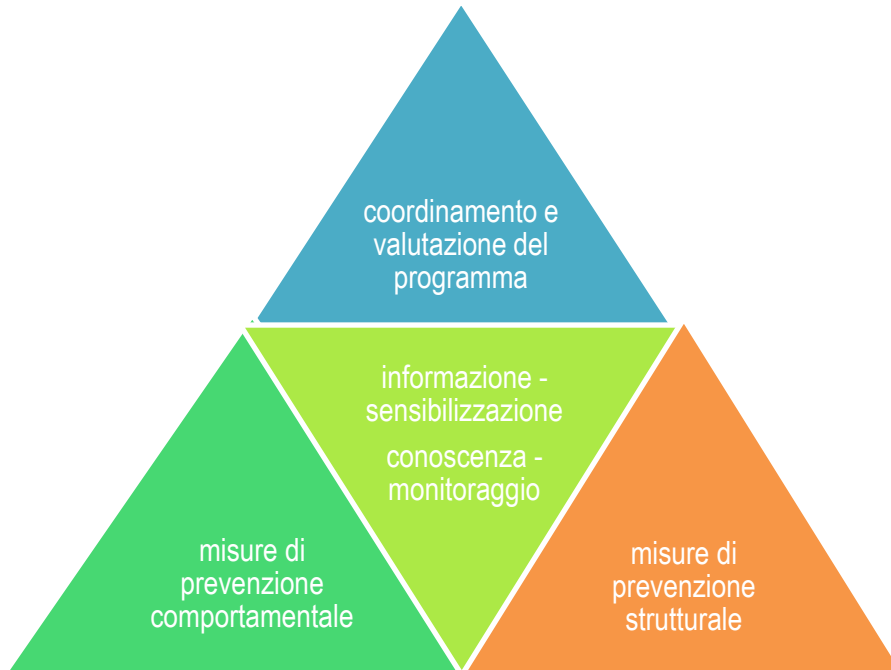 coordinamento e
valutazione del
programma
informazione -
sensibilizzazione
conoscenza -
monitoraggio
misure di
prevenzione
comportamentale
misure di
prevenzione
strutturale